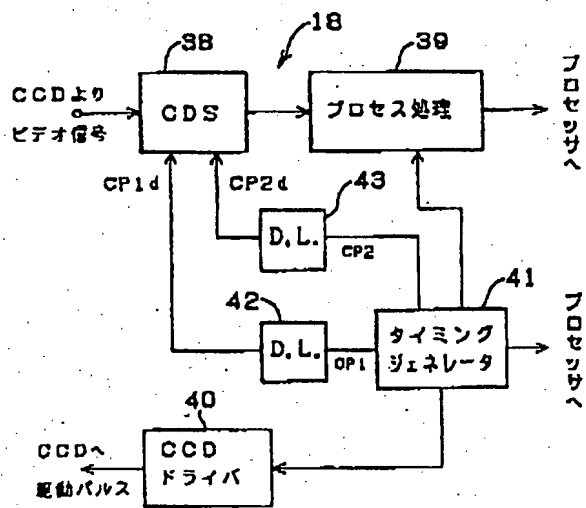 38
18
39
CCDより
ビデオ信号
CDS
プロセス処理
プロセッサへ
CP1d
CP2d
43
D.L.
CP2
41
42
D.L.
CP1
タイミング
ジェネレータ
プロセッサへ
40
CCDへ
駆動パルス
CCD
ドライバ